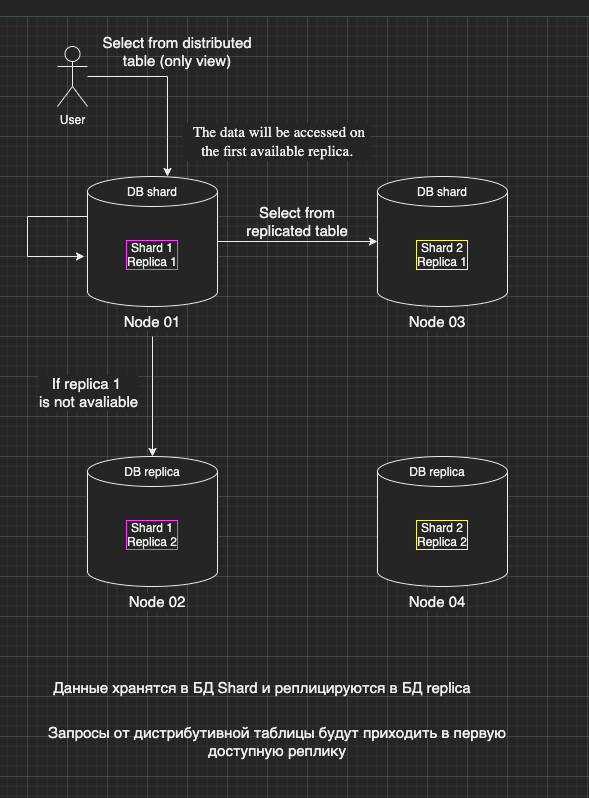 Select from distributed
table (only view)
User
The data will be accessed on
the first available replica.
DB shard
Shard 1
Replica 1
Node 01
Select from
replicated table
DB shard
Shard 2
Replica 1
Node 03
If replica 1
is not avaliable
DB replica
Shard 1
Replica 2
Node 02
DB replica
Shard 2
Replica 2
Node 04
Данные хранятся в БД Shard и реплицируются в БД replica
Запросы от дистрибутивной таблицы будут приходить в первую
доступную реплику